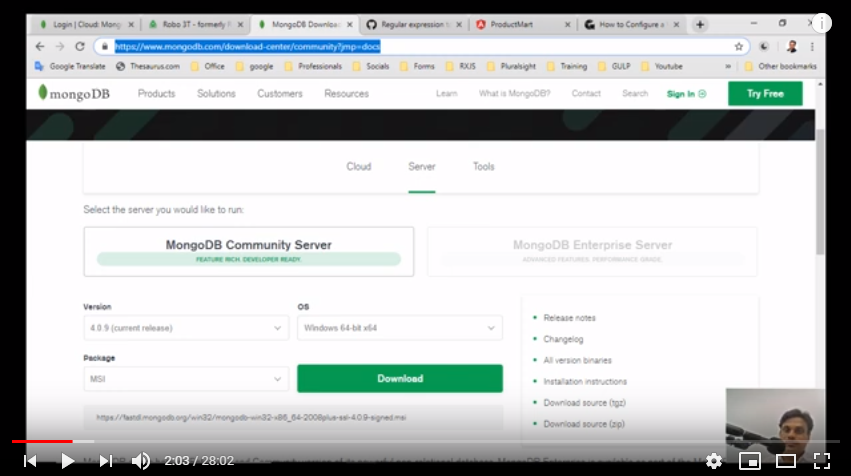 Login | Cloud: Mong
Robo 3T - formerly
MongoDB Download
Regular expression t
ProductMart
How to Configure a
https://www.mongodb.com/download-center/community?jmp=docs
Google Translate
Thesaurus.com
Office
google
Professionals
Socials
Forms
RXJS
Pluralsight
Training
GULP
Youtube
»
Other bookmarks
mongoDB
Products
Solutions
Customers
Resources
Learn
What is MongoDB?
Contact
Search
Sign In
Try Free
Cloud
Server
Tools
Select the server you would like to run:
MongoDB Community Server
FEATURE RICH. DEVELOPER READY.
MongoDB Enterprise Server
ADVANCED FEATURES. PERFORMANCE GRADE.
Version
OS
4.0.9 (current release)
Windows 64-bit x64
Package
MSI
Download
https://fastdl.mongodb.org/win32/mongodb-win32-x86_64-2008plus-ssl-4.0.9-signed.msi
Release notes
Changelog
All version binaries
Installation instructions
Download source (tgz)
Download source (zip)
2:03 / 28:02